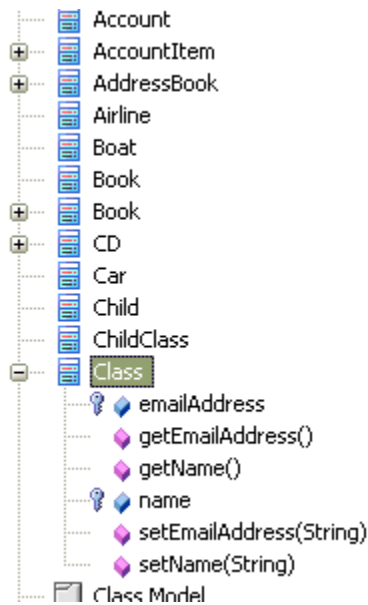 Account
AccountItem
AddressBook
Airline
Boat
Book
Book
CD
Car
Child
ChildClass
Class
emailAddress
getEmailAddress()
getName()
name
setEmailAddress(String)
setName(String)
Class Model